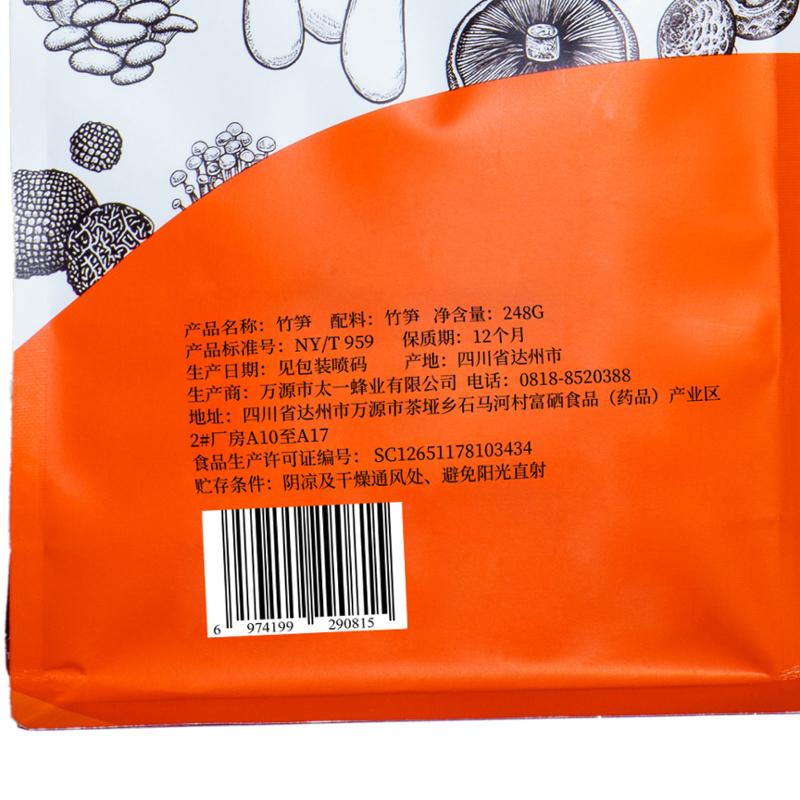 产品名称：竹笋 配料：竹笋 净含量：248G
产品标准号：NY/T 959 保质期：12个月
生产日期：见包装喷码 产地：四川省达州市
生产商：万源市太一蜂业有限公司 电话：0818-8520388
地址：四川省达州市万源市茶垭乡石马河村富硒食品（药品）产业区
2#厂房A10至A17
食品生产许可证编号：SC12651178103434
贮存条件：阴凉及干燥通风处、避免阳光直射
6 974199 290815